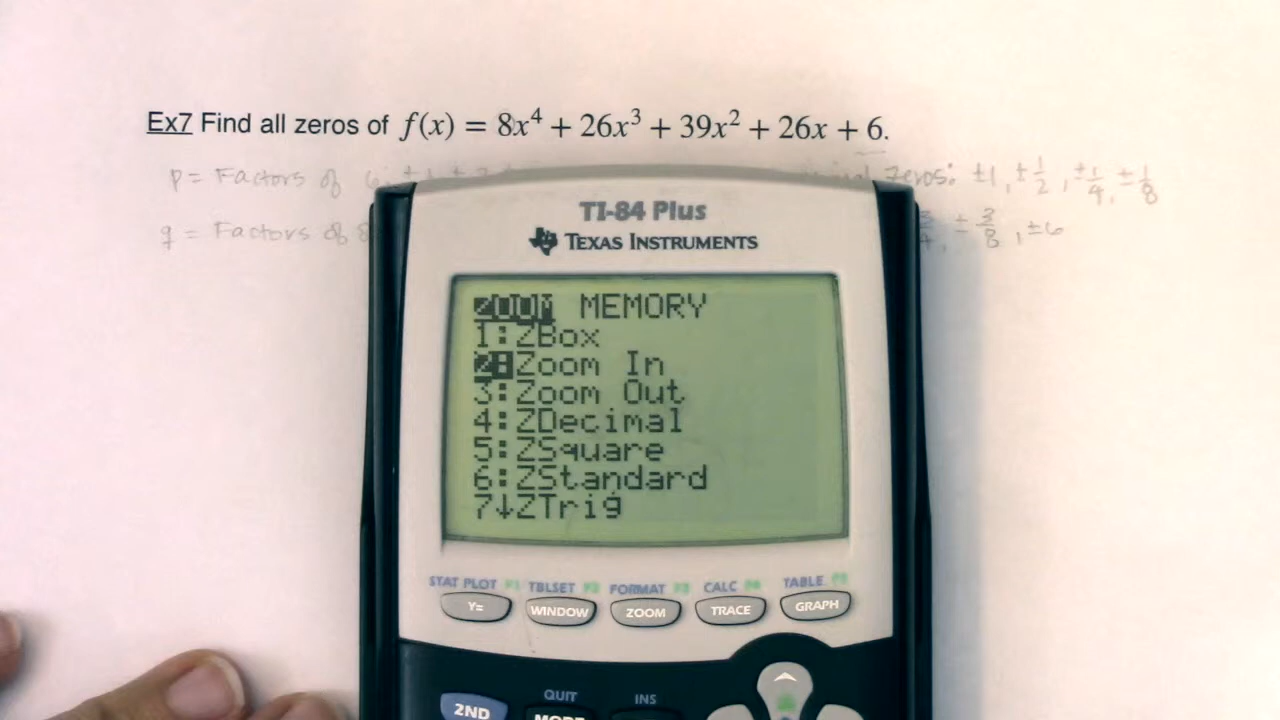 Ex7 Find all zeros of f(x) = 8x⁴ + 26x³ + 39x² + 26x + 6.
p = Factors of 6: ±1, zeros: ±1, ±1/2, ±1/4, ±1/8
q = Factors of 8 ±3/8, ±6
TI-84 Plus
TEXAS INSTRUMENTS
ZOOM MEMORY
1:ZBox
2:Zoom In
3:Zoom Out
4:ZDecimal
5:ZSquare
6:ZStandard
7↓ZTrig
STAT PLOT F1 TBLSET F2 FORMAT F3 CALC F4 TABLE F5
Y= WINDOW ZOOM TRACE GRAPH
QUIT INS
2ND MODE